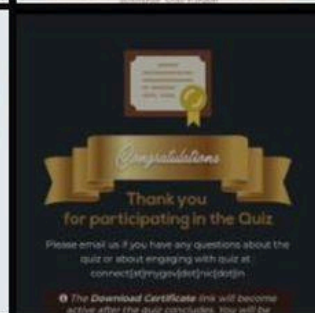 Congratulations
Thank you
for participating in the Quiz
Please email us if you have any questions about the
quiz or about engaging with quiz at
connect[at]mygov[dot]nic[dot]in
The Download Certificate link will become
active after the quiz concludes. You will be